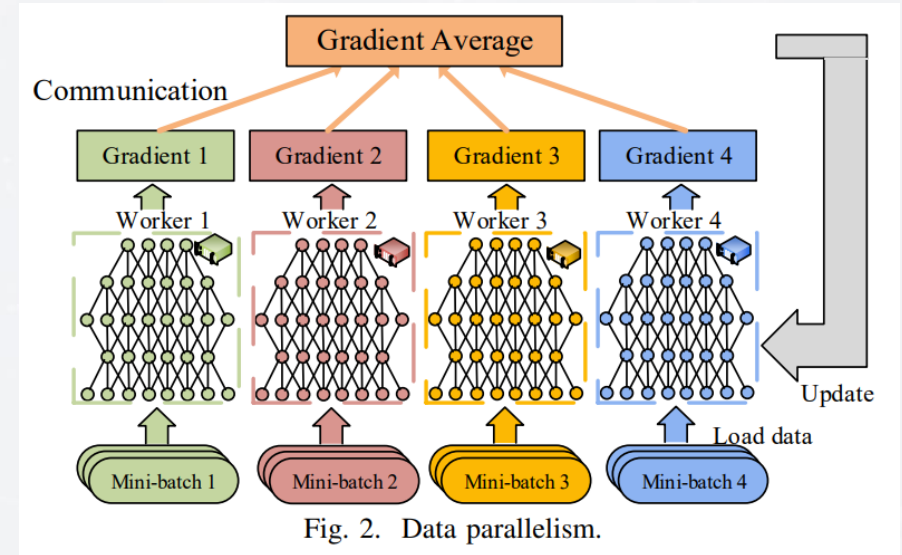 Gradient Average
Communication
Gradient 1
Gradient 2
Gradient 3
Gradient 4
Worker 1
Worker 2
Worker 3
Worker 4
Update
Load data
Mini-batch 1
Mini-batch 2
Mini-batch 3
Mini-batch 4
Fig. 2. Data parallelism.